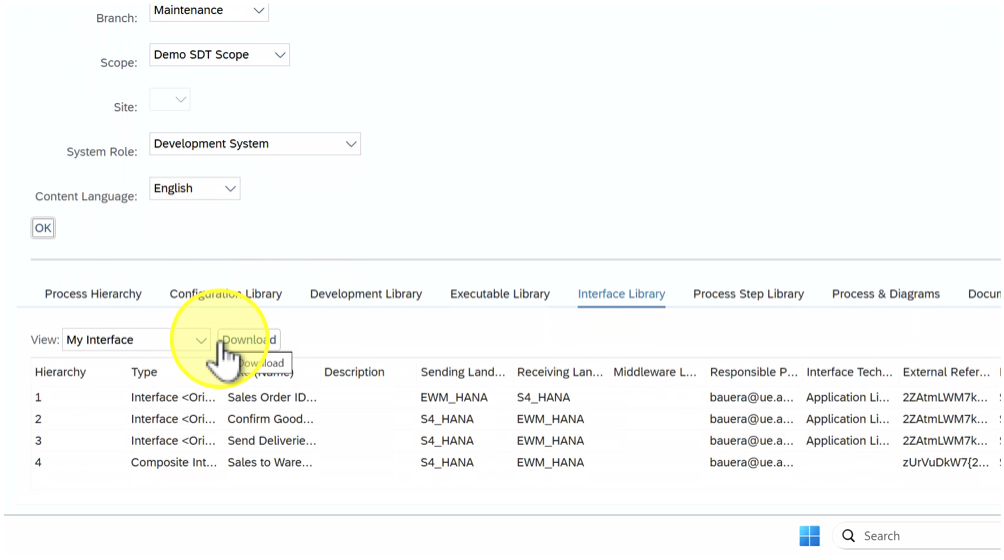 Branch: Maintenance
Scope: Demo SDT Scope
Site:
System Role: Development System
Content Language: English
OK
Process Hierarchy Configuration Library Development Library Executable Library Interface Library Process Step Library Process & Diagrams Docum
View: My Interface Download
Download
Hierarchy Type (Name) Description Sending Land... Receiving Lan... Middleware L... Responsible P... Interface Tech... External Refer...
1 Interface <Ori... Sales Order ID... EWM_HANA S4_HANA bauera@ue.a... Application Li... 2ZAtmLWM7k...
2 Interface <Ori... Confirm Good... S4_HANA EWM_HANA bauera@ue.a... Application Li... 2ZAtmLWM7k...
3 Interface <Ori... Send Deliverie... S4_HANA EWM_HANA bauera@ue.a... Application Li... 2ZAtmLWM7k...
4 Composite Int... Sales to Ware... S4_HANA EWM_HANA bauera@ue.a... zUrVuDkW7{2...
Search